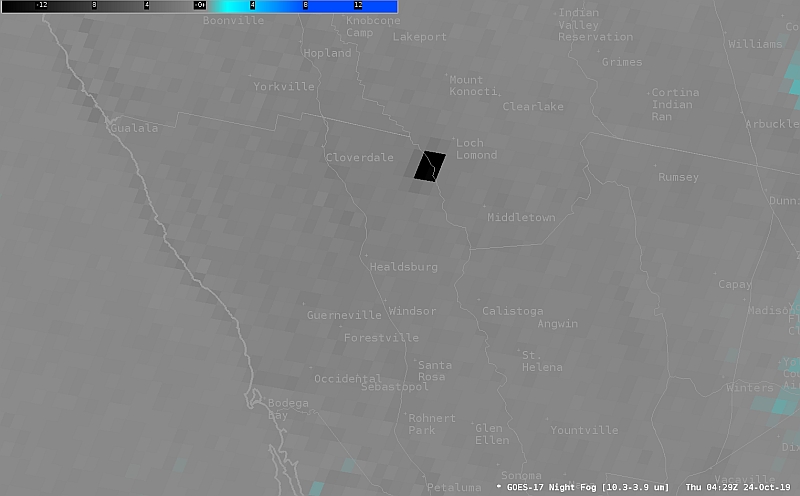 -12 8 4 -0+ 4 8 12
Boonville
Knobcone
Camp
Lakeport
Indian
Valley
Reservation
Williams
Hopland
Grimes
Yorkville
Mount
Konocti
Clearlake
Cortina
Indian
Ran
Arbuckle
Gualala
Cloverdale
Loch
Lomond
Rumsey
Middletown
Dunni
Healdsburg
Capay
Guerneville
Windsor
Calistoga
Angwin
Madison
Forestville
St.
Helena
Santa
Rosa
Occidental
Sebastopol
Winters
Bodega
Bay
Rohnert
Park
Glen
Ellen
Yountville
Petaluma
Sonoma
Vacaville
* GOES-17 Night Fog [10.3-3.9 um] Thu 04:29Z 24-Oct-19